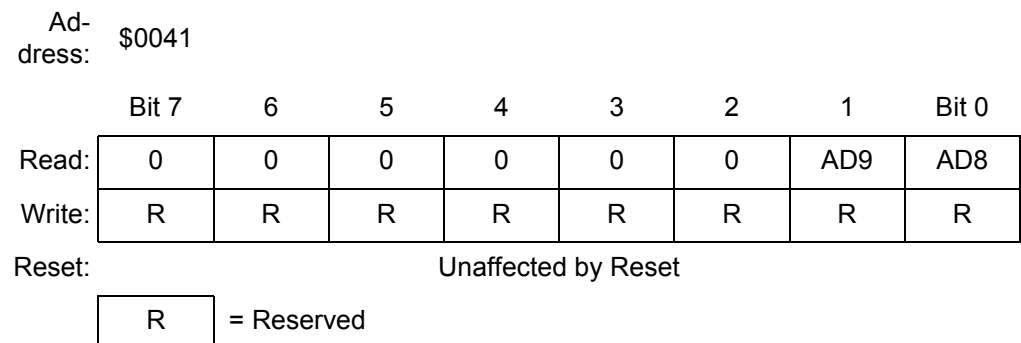 Ad-
dress: $0041
Bit 7 6 5 4 3 2 1 Bit 0
Read: 0 0 0 0 0 0 AD9 AD8
Write: R R R R R R R R
Reset: Unaffected by Reset
R = Reserved